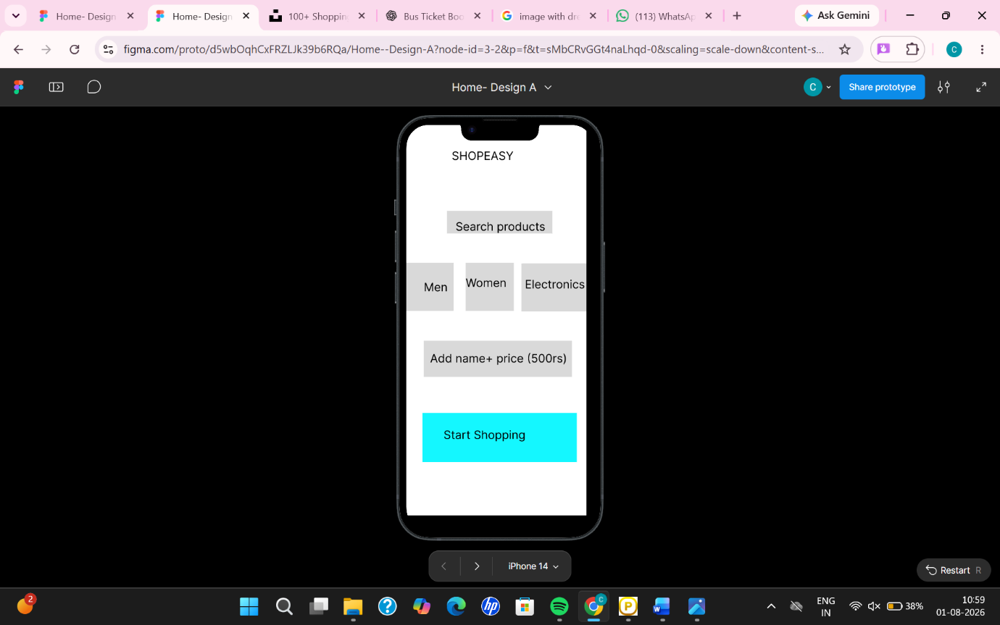 Home- Design
Home- Design
100+ Shoppin
Bus Ticket Boo
image with dre
(113) WhatsAp
Ask Gemini
figma.com/proto/d5wbOqhCxFRZLJk39b6RQa/Home--Design-A?node-id=3-2&p=f&t=sMbCRvGGt4naLhqd-0&scaling=scale-down&content-s...
C
Home- Design A
C
Share prototype
SHOPEASY
Search products
Men
Women
Electronics
Add name+ price (500rs)
Start Shopping
iPhone 14
Restart R
2
hp
C
P
W
ENG
IN
38%
10:59
01-08-2026